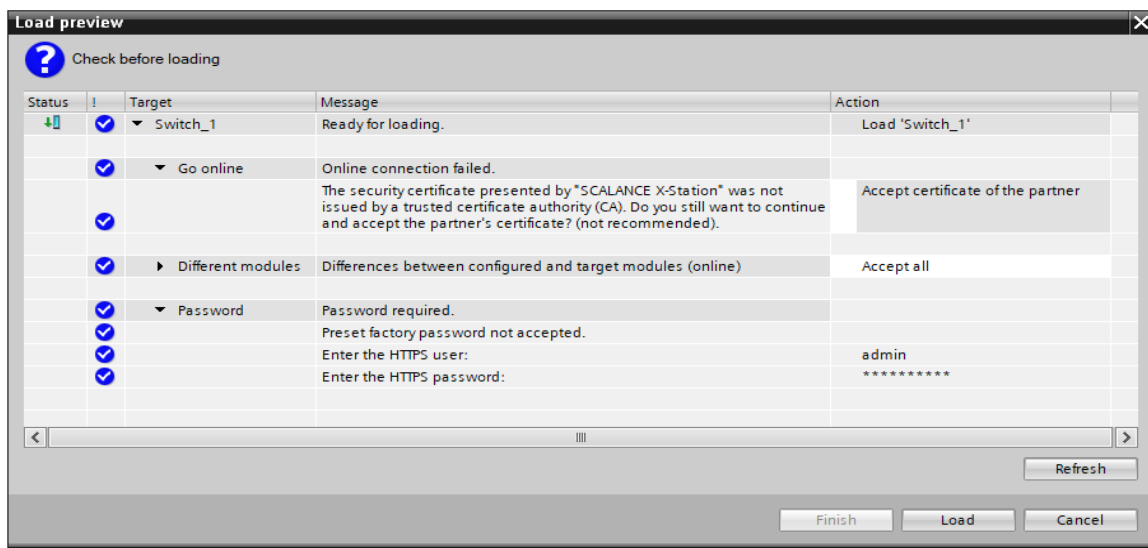 Load preview
Check before loading
Status ! Target Message Action
Switch_1 Ready for loading. Load 'Switch_1'
Go online Online connection failed.
The security certificate presented by "SCALANCE X-Station" was not
issued by a trusted certificate authority (CA). Do you still want to continue
and accept the partner's certificate? (not recommended).
Accept certificate of the partner
Different modules Differences between configured and target modules (online) Accept all
Password Password required.
Preset factory password not accepted.
Enter the HTTPS user: admin
Enter the HTTPS password: **********
Refresh
Finish Load Cancel